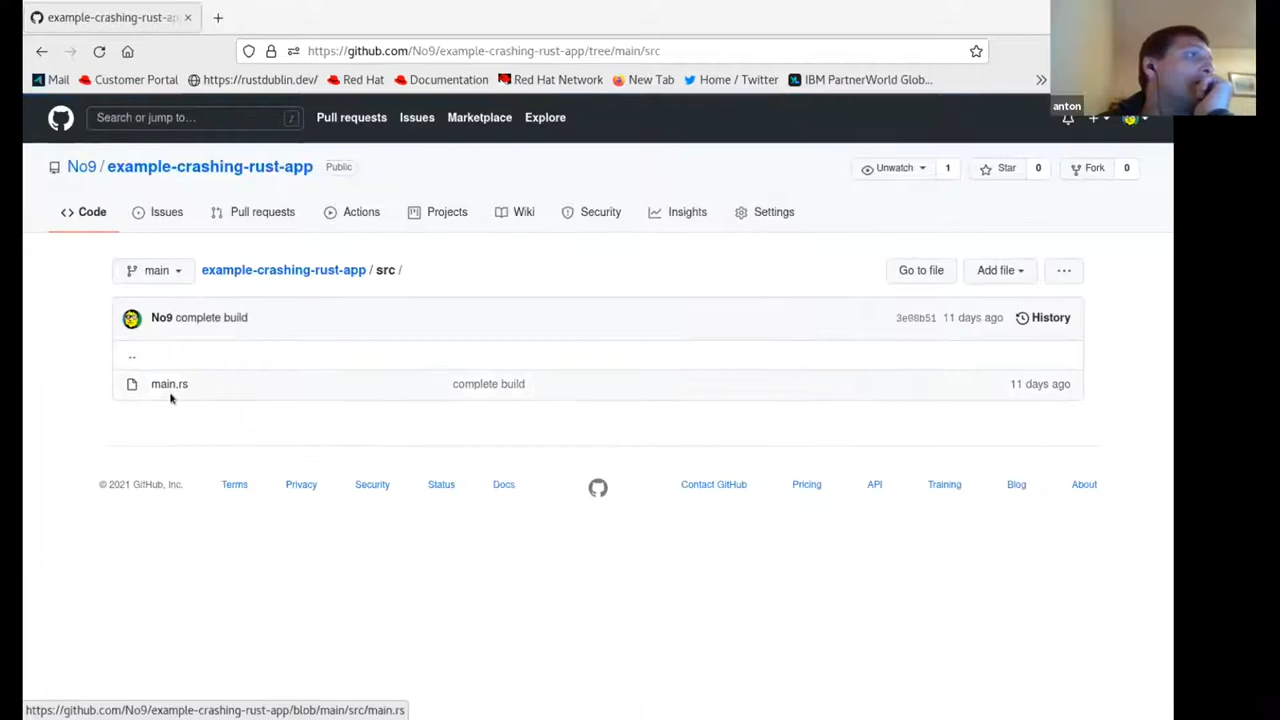 example-crashing-rust-ap
https://github.com/No9/example-crashing-rust-app/tree/main/src
Mail Customer Portal https://rustdublin.dev/ Red Hat Documentation Red Hat Network New Tab Home / Twitter IBM PartnerWorld Glob... »
anton
Search or jump to... / Pull requests Issues Marketplace Explore
No9 / example-crashing-rust-app Public Unwatch 1 Star 0 Fork 0
<> Code Issues Pull requests Actions Projects Wiki Security Insights Settings
main example-crashing-rust-app / src / Go to file Add file ...
No9 complete build 3e08b51 11 days ago History
..
main.rs complete build 11 days ago
© 2021 GitHub, Inc. Terms Privacy Security Status Docs Contact GitHub Pricing API Training Blog About
https://github.com/No9/example-crashing-rust-app/blob/main/src/main.rs